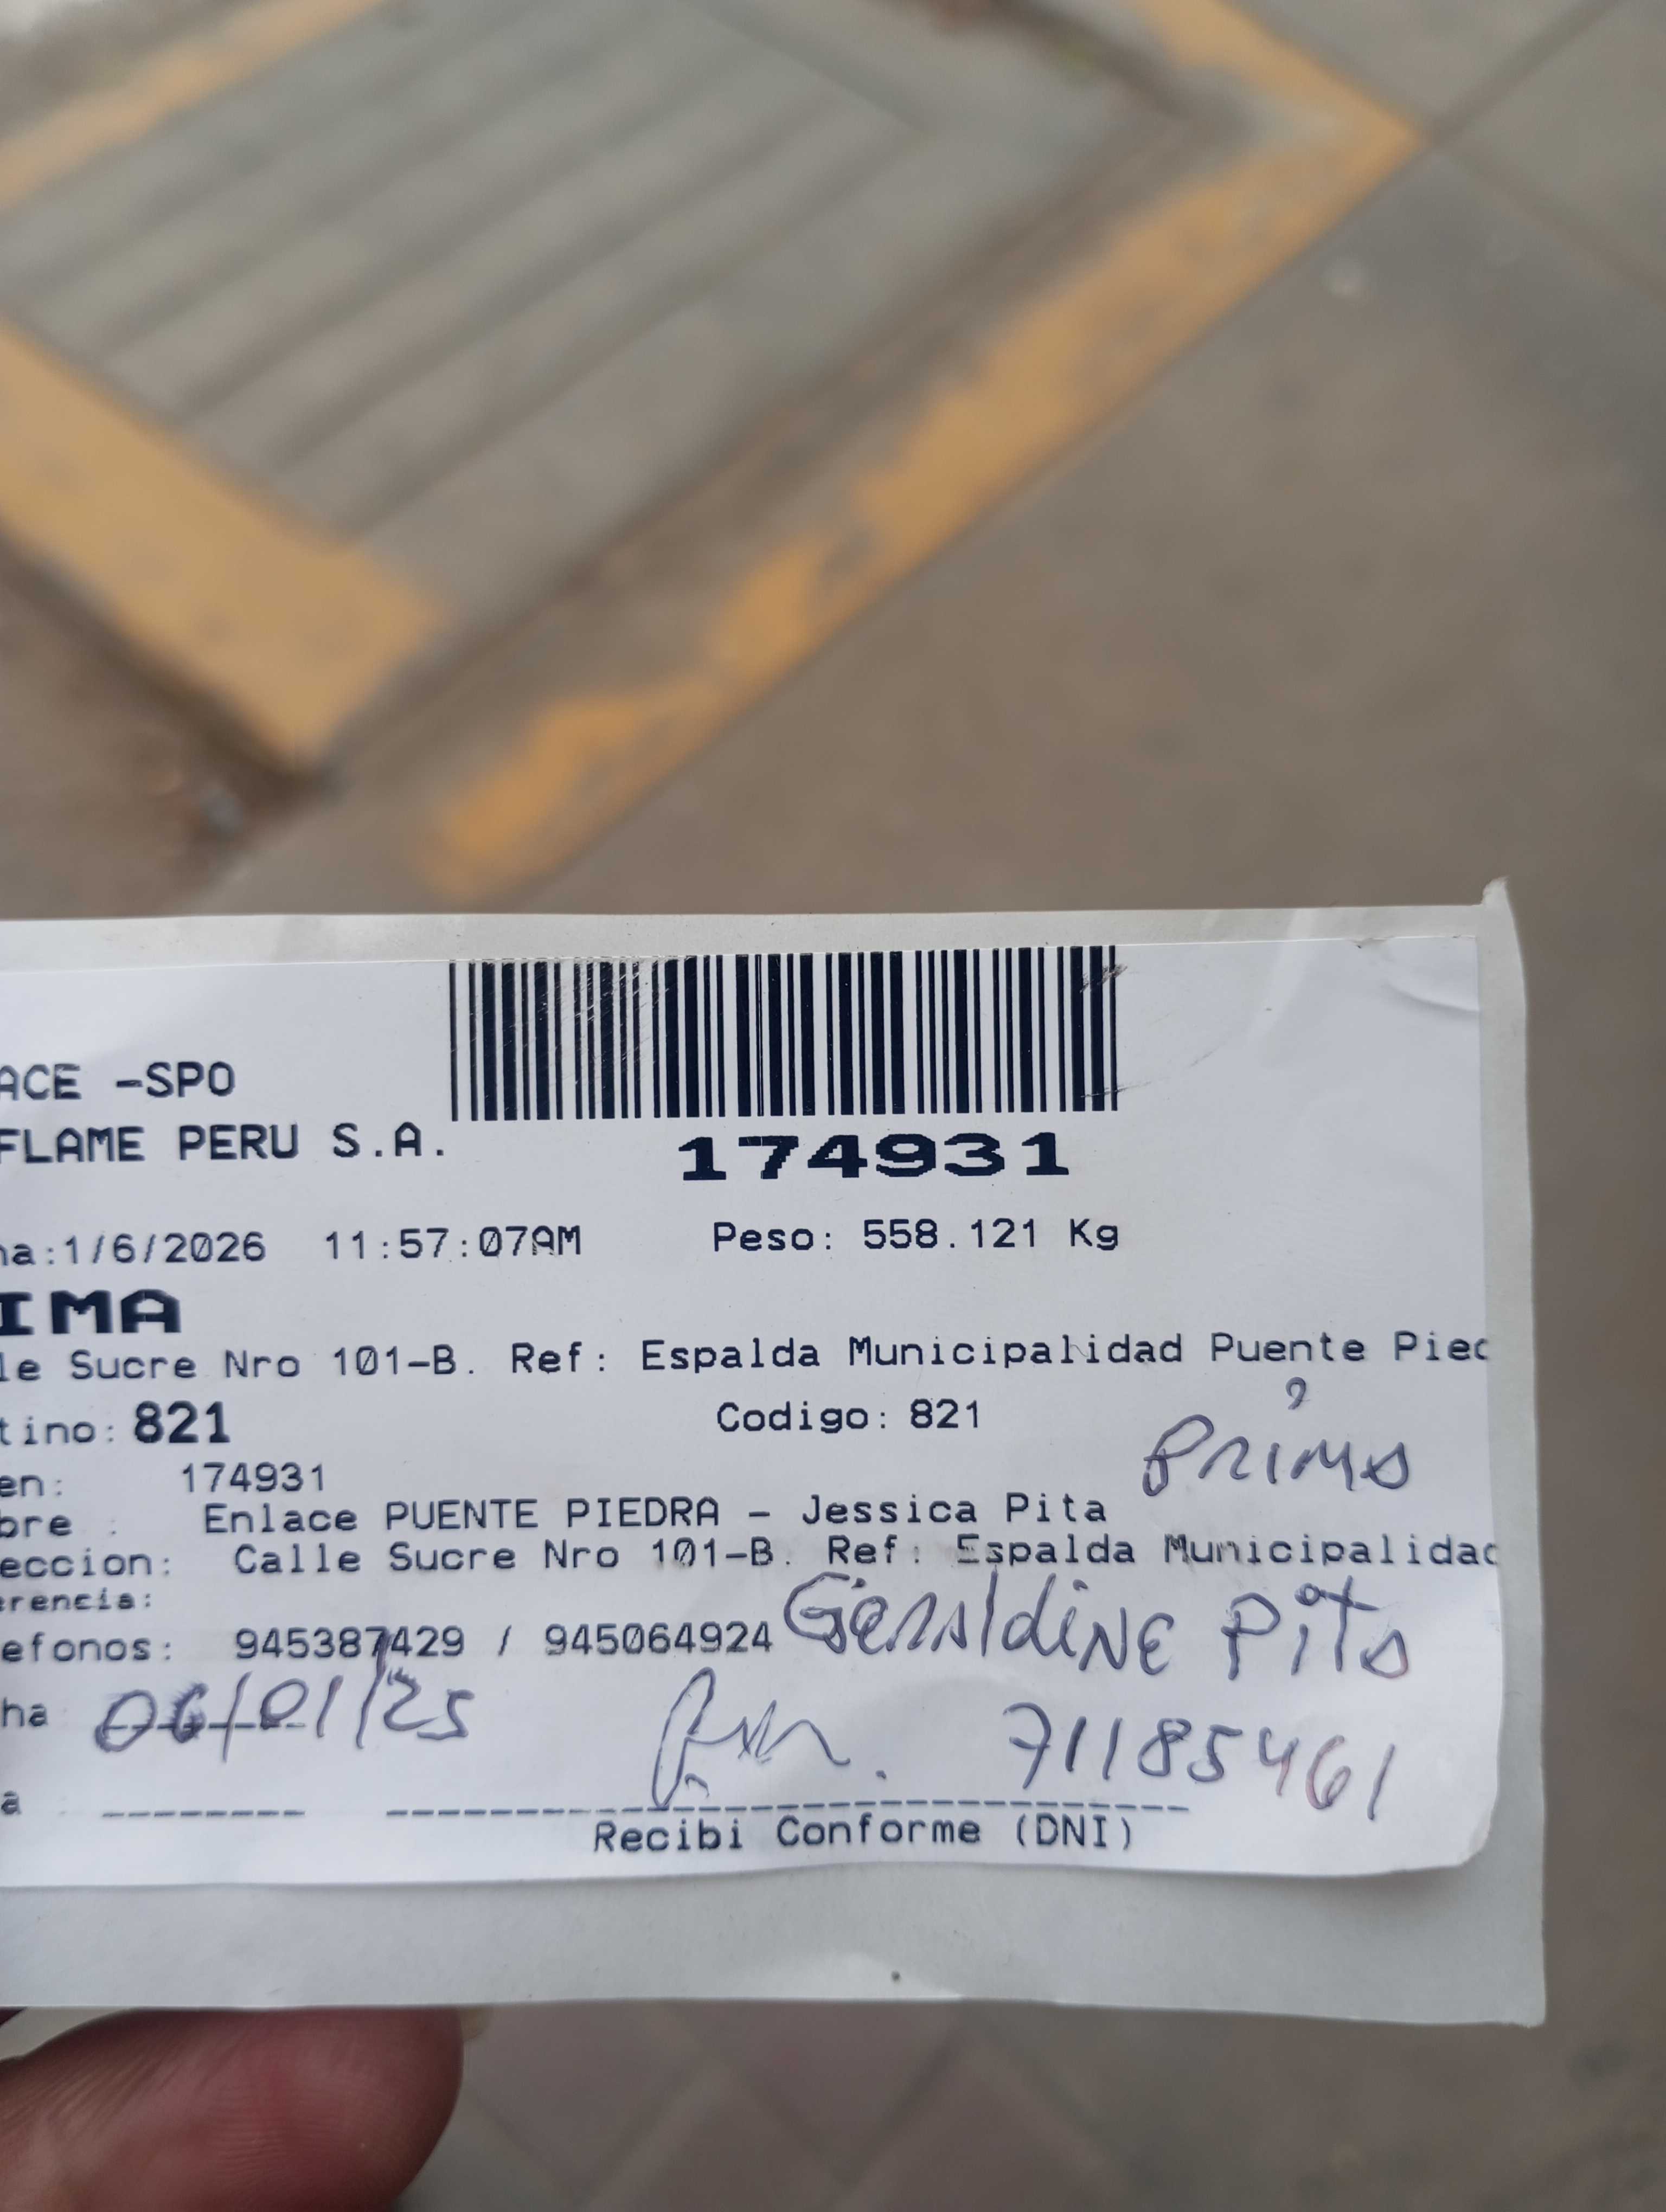 ACE -SPO
FLAME PERU S.A.
174931
ha:1/6/2026 11:57:07AM Peso: 558.121 Kg
IMA
le Sucre Nro 101-B. Ref: Espalda Municipalidad Puente Pied
tino: 821 Codigo: 821
Primo
en: 174931
bre : Enlace PUENTE PIEDRA - Jessica Pita
eccion: Calle Sucre Nro 101-B. Ref: Espalda Municipalidad
erencia:
efonos: 945387429 / 945064924 Geraldine Pita
ha 06/01/25 71185461
a
Recibi Conforme (DNI)